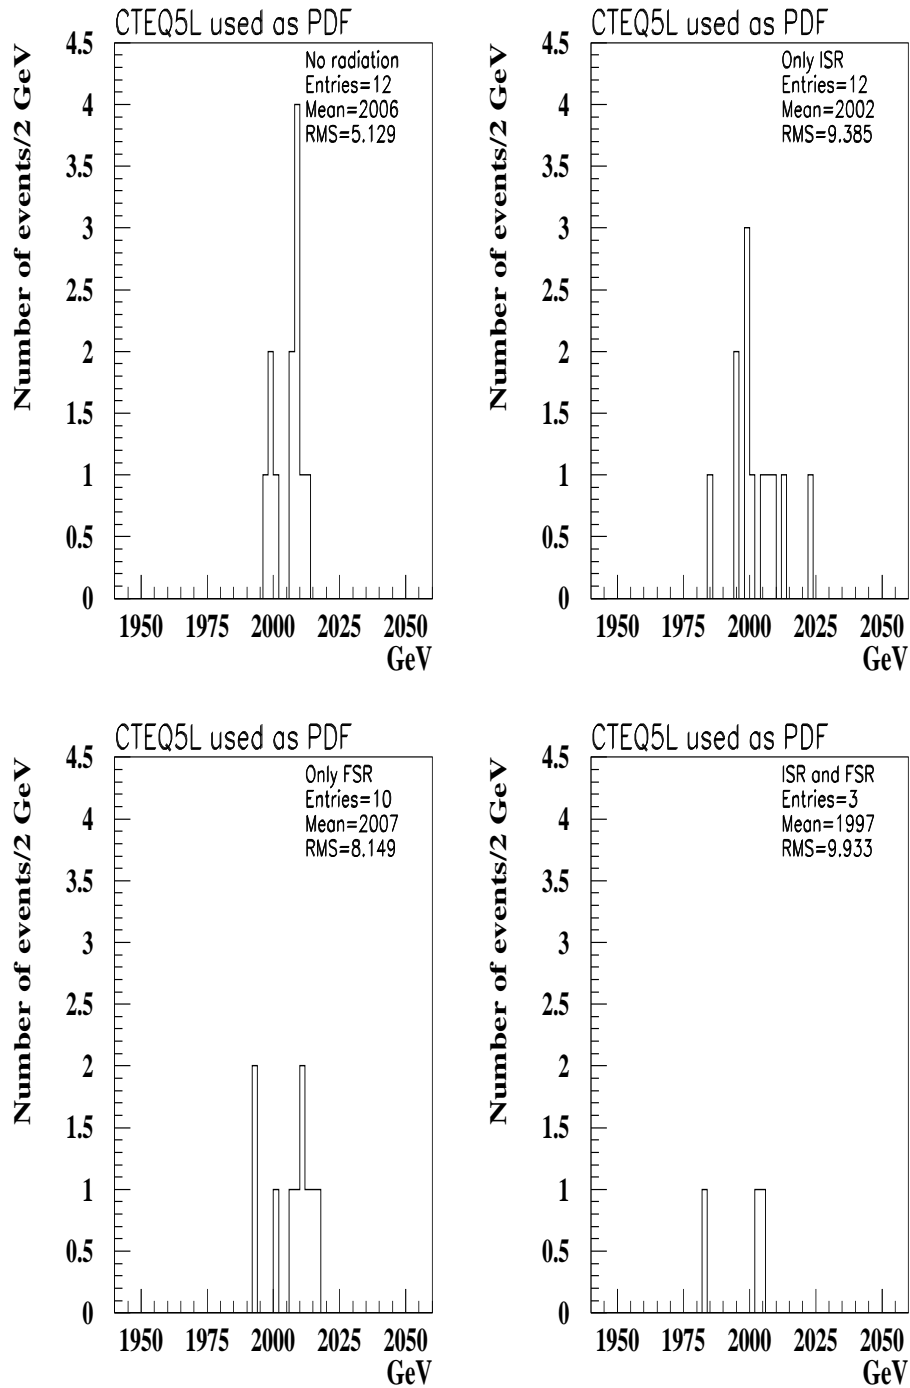 CTEQ5L used as PDF
Number of events/2 GeV
No radiation
Entries=12
Mean=2006
RMS=5.129
4.5
4
3.5
3
2.5
2
1.5
1
0.5
0
1950 1975 2000 2025 2050
GeV
CTEQ5L used as PDF
Number of events/2 GeV
Only ISR
Entries=12
Mean=2002
RMS=9.385
4.5
4
3.5
3
2.5
2
1.5
1
0.5
0
1950 1975 2000 2025 2050
GeV
CTEQ5L used as PDF
Number of events/2 GeV
Only FSR
Entries=10
Mean=2007
RMS=8.149
4.5
4
3.5
3
2.5
2
1.5
1
0.5
0
1950 1975 2000 2025 2050
GeV
CTEQ5L used as PDF
Number of events/2 GeV
ISR and FSR
Entries=3
Mean=1997
RMS=9.933
4.5
4
3.5
3
2.5
2
1.5
1
0.5
0
1950 1975 2000 2025 2050
GeV